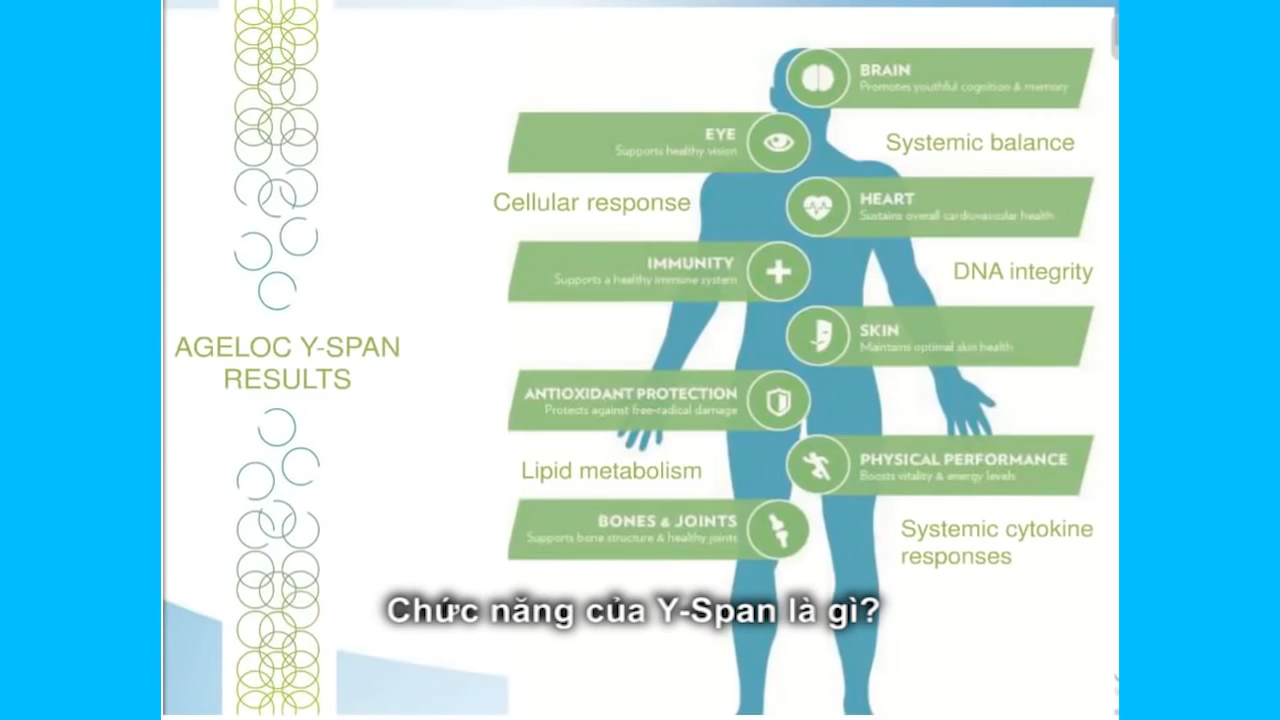 BRAIN
Promotes youthful cognition & memory
EYE
Supports healthy vision
Systemic balance
Cellular response
HEART
Sustains overall cardiovascular health
IMMUNITY
Supports a healthy immune system
DNA integrity
SKIN
Maintains optimal skin health
AGELOC Y-SPAN
RESULTS
ANTIOXIDANT PROTECTION
Protects against free-radical damage
Lipid metabolism
PHYSICAL PERFORMANCE
Boosts vitality & energy levels
BONES & JOINTS
Supports bone structure & healthy joints
Systemic cytokine
responses
Chức năng của Y-Span là gì?